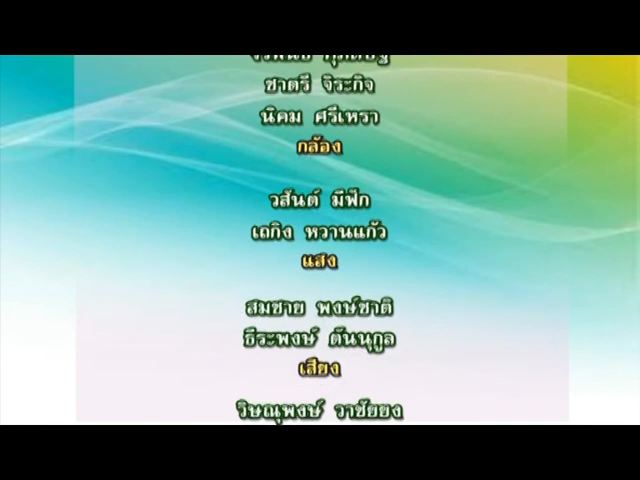 ชาตรี จิระกิจ
นิคม ศรีเหรา
กล้อง
วสันต์ มีฟัก
เถกิง หวานแก้ว
แสง
สมชาย พงษ์ชาติ
ธีระพงษ์ ตันนุกูล
เสียง
วิษณุพงษ์ วาชัยยง